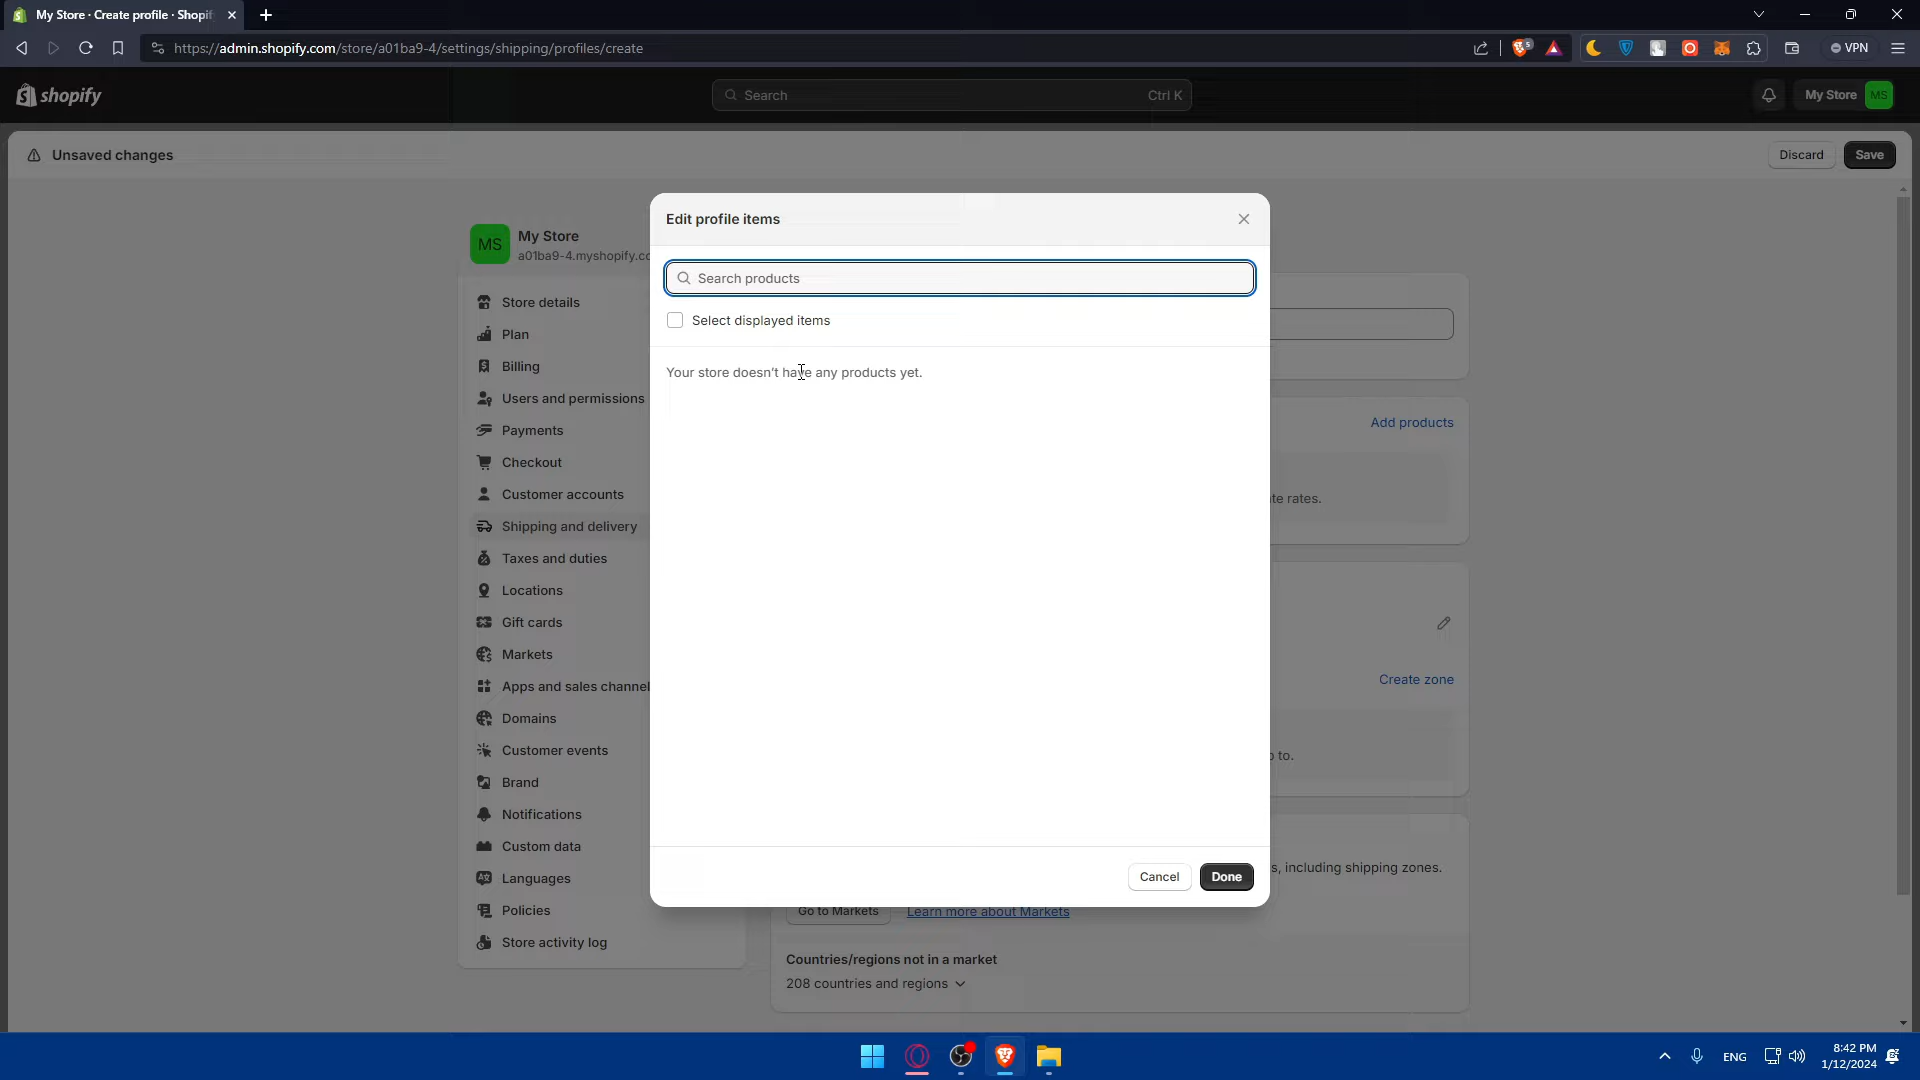 My Store · Create profile · Shopif
https://admin.shopify.com/store/a01ba9-4/settings/shipping/profiles/create
5
VPN
shopify
Search
Ctrl K
My Store
MS
Unsaved changes
Discard
Save
MS
My Store
a01ba9-4.myshopify.co
Store details
Plan
Billing
Users and permissions
Payments
Checkout
Customer accounts
Shipping and delivery
Taxes and duties
Locations
Gift cards
Markets
Apps and sales channel
Domains
Customer events
Brand
Notifications
Custom data
Languages
Policies
Store activity log
Edit profile items
Search products
Select displayed items
Your store doesn't have any products yet.
Cancel
Done
Add products
te rates.
Create zone
to.
s, including shipping zones.
Go to Markets
Learn more about Markets
Countries/regions not in a market
208 countries and regions
ENG
8:42 PM
1/12/2024